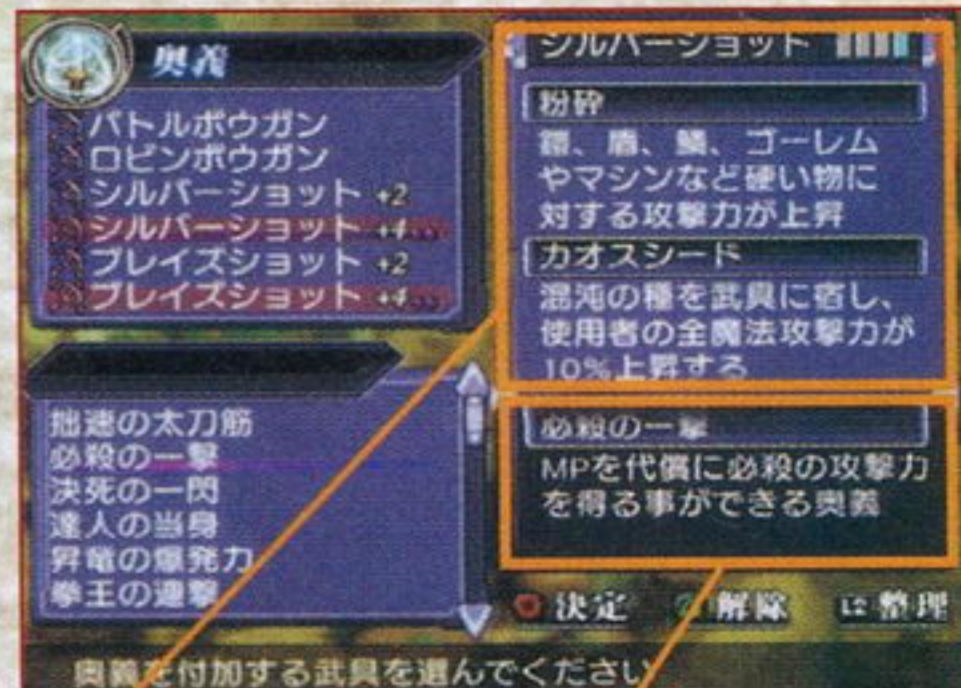 奥義
バトルボウガン
ロビンボウガン
シルバーショット +2
シルバーショット +4
ブレイズショット +2
ブレイズショット +4
拙速の太刀筋
必殺の一撃
決死の一閃
達人の当身
昇竜の爆発力
拳王の連撃
シルバーショット
粉砕
鎧、盾、鱗、ゴーレム
やマシンなど硬い物に
対する攻撃力が上昇
カオスシード
混沌の種を武具に宿し、
使用者の全魔法攻撃力が
10%上昇する
必殺の一撃
MPを代償に必殺の攻撃力
を得る事ができる奥義
決定 解除 L2 整理
奥義を付加する武具を選んでください